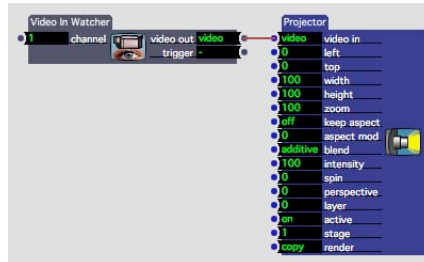 Video In Watcher
1 channel video out video
trigger -
Projector
video video in
0 left
0 top
100 width
100 height
100 zoom
off keep aspect
0 aspect mod
additive blend
100 intensity
0 spin
0 perspective
0 layer
on active
1 stage
copy render